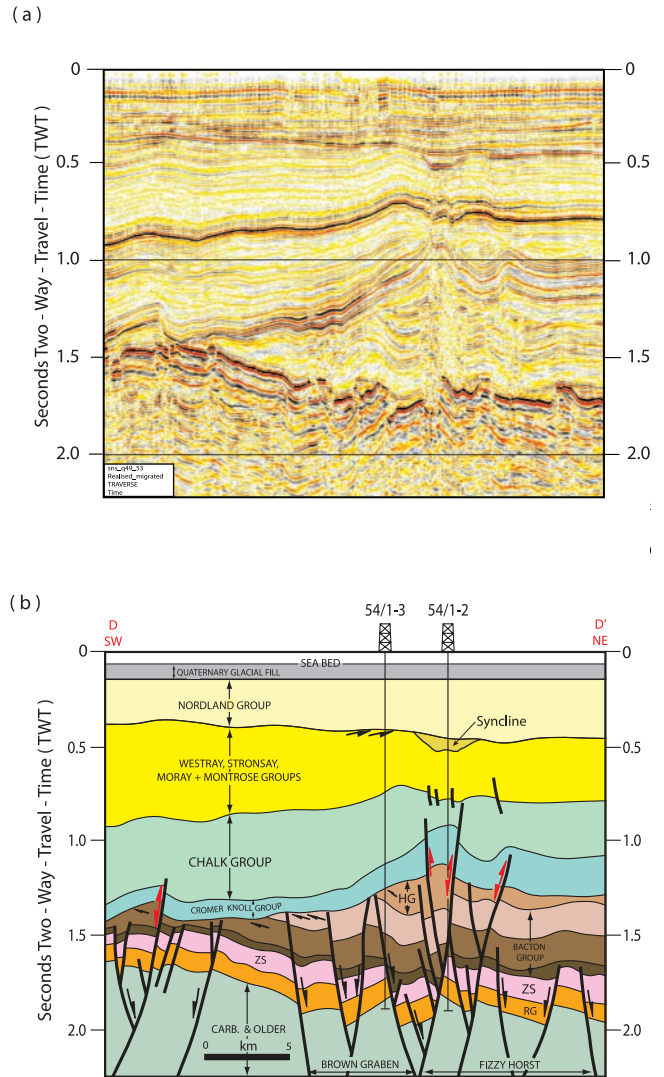 (a)
0
0
0.5
0.5
1.0
1.0
1.5
1.5
2.0
2.0
Seconds Two - Way - Travel - Time ( TWT )
sns_q49_53
Realised_migrated
TRAVERSE
Time
(b)
54/1-3
54/1-2
D
SW
D'
NE
0
0
SEA BED
QUATERNARY GLACIAL FILL
NORDLAND GROUP
Syncline
0.5
0.5
WESTRAY, STRONSAY,
MORAY + MONTROSE GROUPS
1.0
1.0
CHALK GROUP
CROMER KNOLL GROUP
HG
1.5
1.5
BACTON
GROUP
ZS
ZS
RG
2.0
2.0
CARB. & OLDER
0
km
5
BROWN GRABEN
FIZZY HORST
Seconds Two - Way - Travel - Time ( TWT )